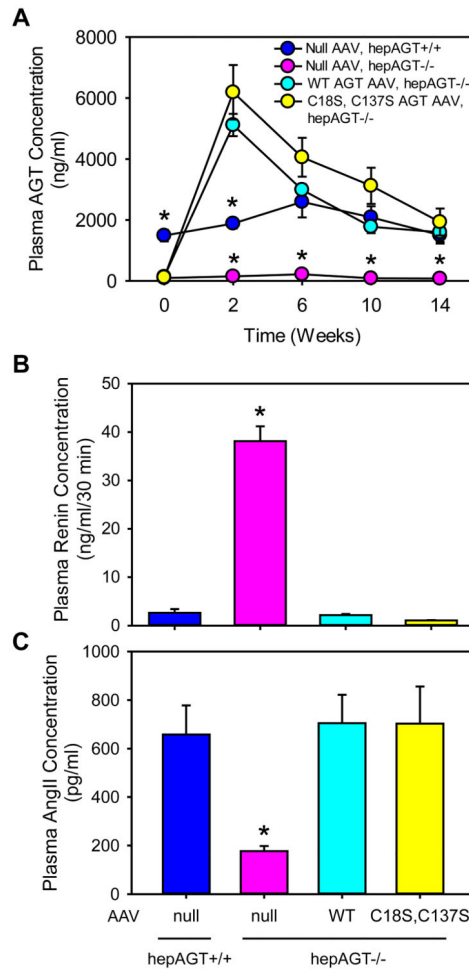 A
Plasma AGT Concentration
(ng/ml)
8000
6000
4000
2000
0
Null AAV, hepAGT+/+
Null AAV, hepAGT-/-
WT AGT AAV, hepAGT-/-
C18S, C137S AGT AAV,
hepAGT-/-
* * * * * *
0 2 6 10 14
Time (Weeks)
B
Plasma Renin Concentration
(ng/ml/30 min)
50
40
30
20
10
0
*
C
Plasma AngII Concentration
(pg/ml)
1000
800
600
400
200
0
*
AAV null null WT C18S,C137S
hepAGT+/+ hepAGT-/-